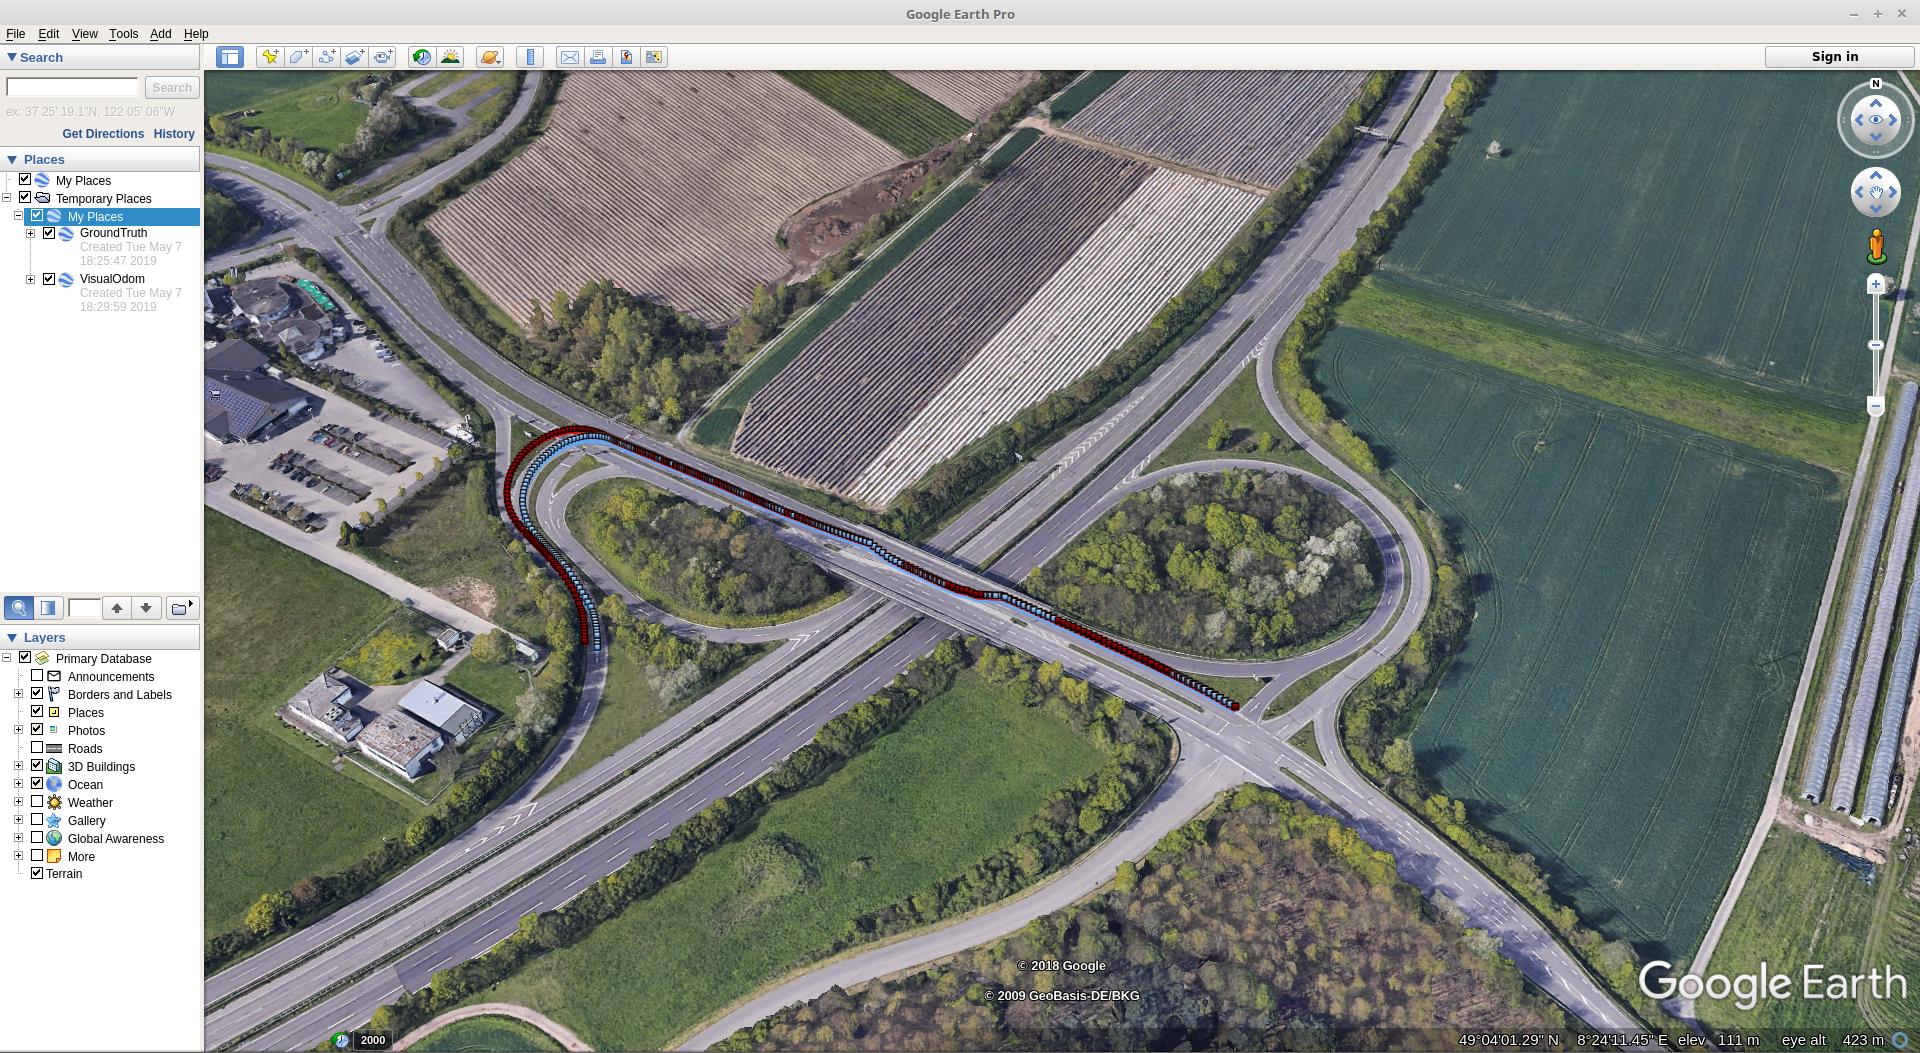 Google Earth Pro
File Edit View Tools Add Help
Search
Search
ex: 37 25' 19.1"N, 122 05' 06"W
Get Directions History
Places
My Places
Temporary Places
My Places
GroundTruth
Created Tue May 7
18:25:47 2019
VisualOdom
Created Tue May 7
18:29:59 2019
Layers
Primary Database
Announcements
Borders and Labels
Places
Photos
Roads
3D Buildings
Ocean
Weather
Gallery
Global Awareness
More
Terrain
Sign in
N
© 2018 Google
© 2009 GeoBasis-DE/BKG
Google Earth
2000
49°04'01.29" N 8°24'11.45" E elev 111 m eye alt 423 m